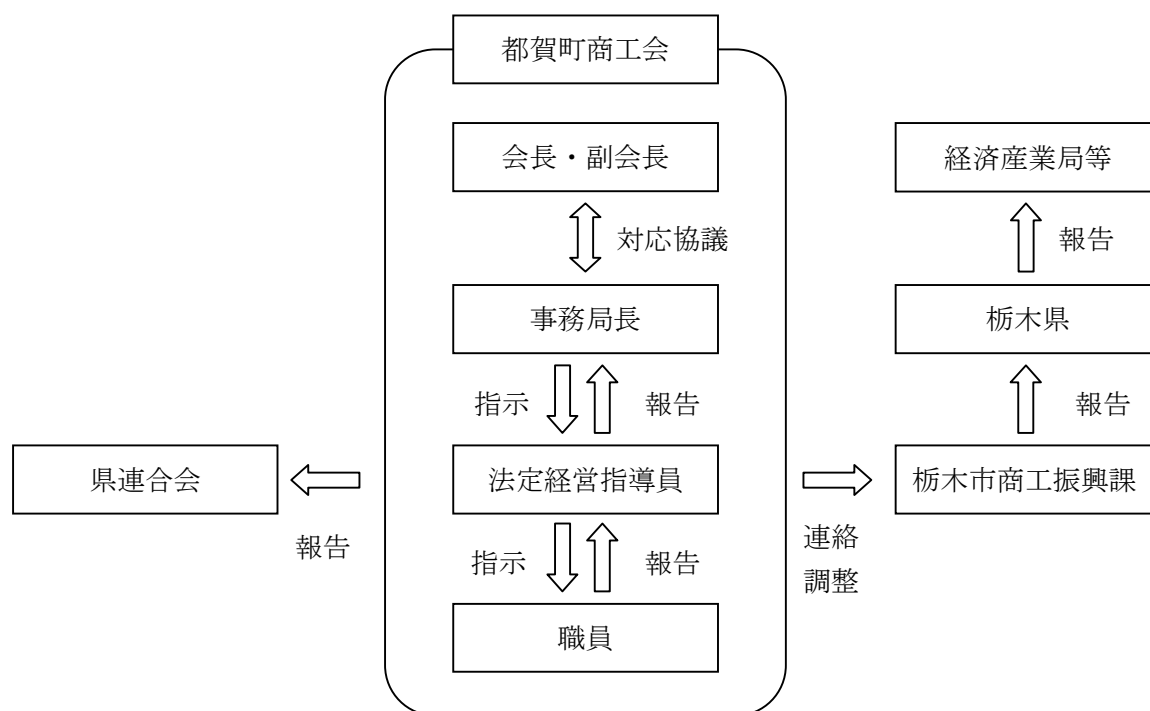 都賀町商工会
会長・副会長
経済産業局等
対応協議
報告
事務局長
栃木県
指示
報告
報告
県連合会
法定経営指導員
栃木市商工振興課
報告
指示
報告
連絡
調整
職員